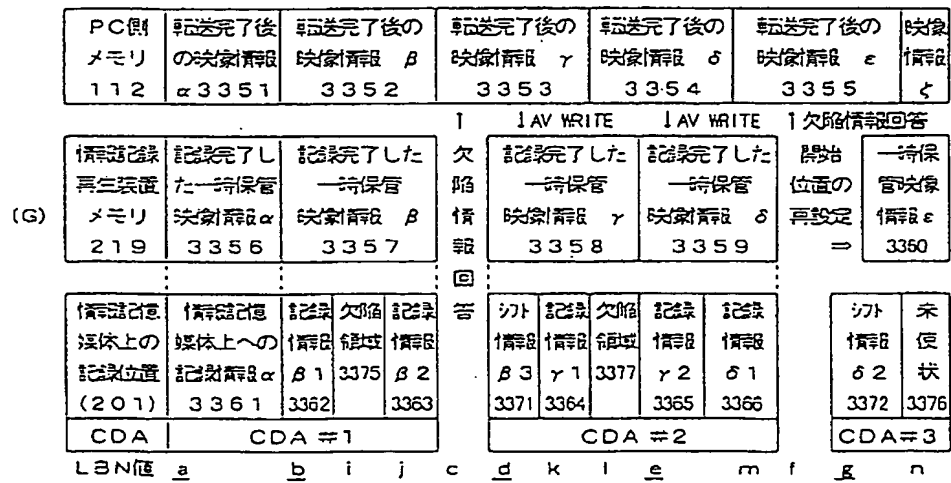 PC側 転送完了後 転送完了後の 転送完了後の 転送完了後の 転送完了後の 映像
メモリ の映像情報 映像情報 β 映像情報 γ 映像情報 δ 映像情報 ε 情報
112 α3351 3352 3353 3354 3355 ζ
↑ ↓AV WRITE ↓AV WRITE ↑欠陥情報回答
情報記録 記録完了し 記録完了した 欠 記録完了した 記録完了した 開始 一時保
再生装置 た一時保管 一時保管 陥 一時保管 一時保管 位置の 管映像
(G) メモリ 映像情報α 映像情報 β 情 映像情報 γ 映像情報 δ 再設定 情報ε
219 3356 3357 報 3358 3359 ⇒ 3360
回
情報記憶 情報記憶 記録 欠陥 記録 答 シフト 記録 欠陥 記録 記録 シフト 未
媒体上の 媒体上への 情報 領域 情報 情報 情報 領域 情報 情報 情報 使
記録位置 記録情報α β1 3375 β2 β3 γ1 3377 γ2 δ1 δ2 状
(201) 3361 3362 3363 3371 3364 3365 3366 3372 3376
CDA CDA #1 CDA #2 CDA#3
LBN値 a b i j c d k l e m f g n